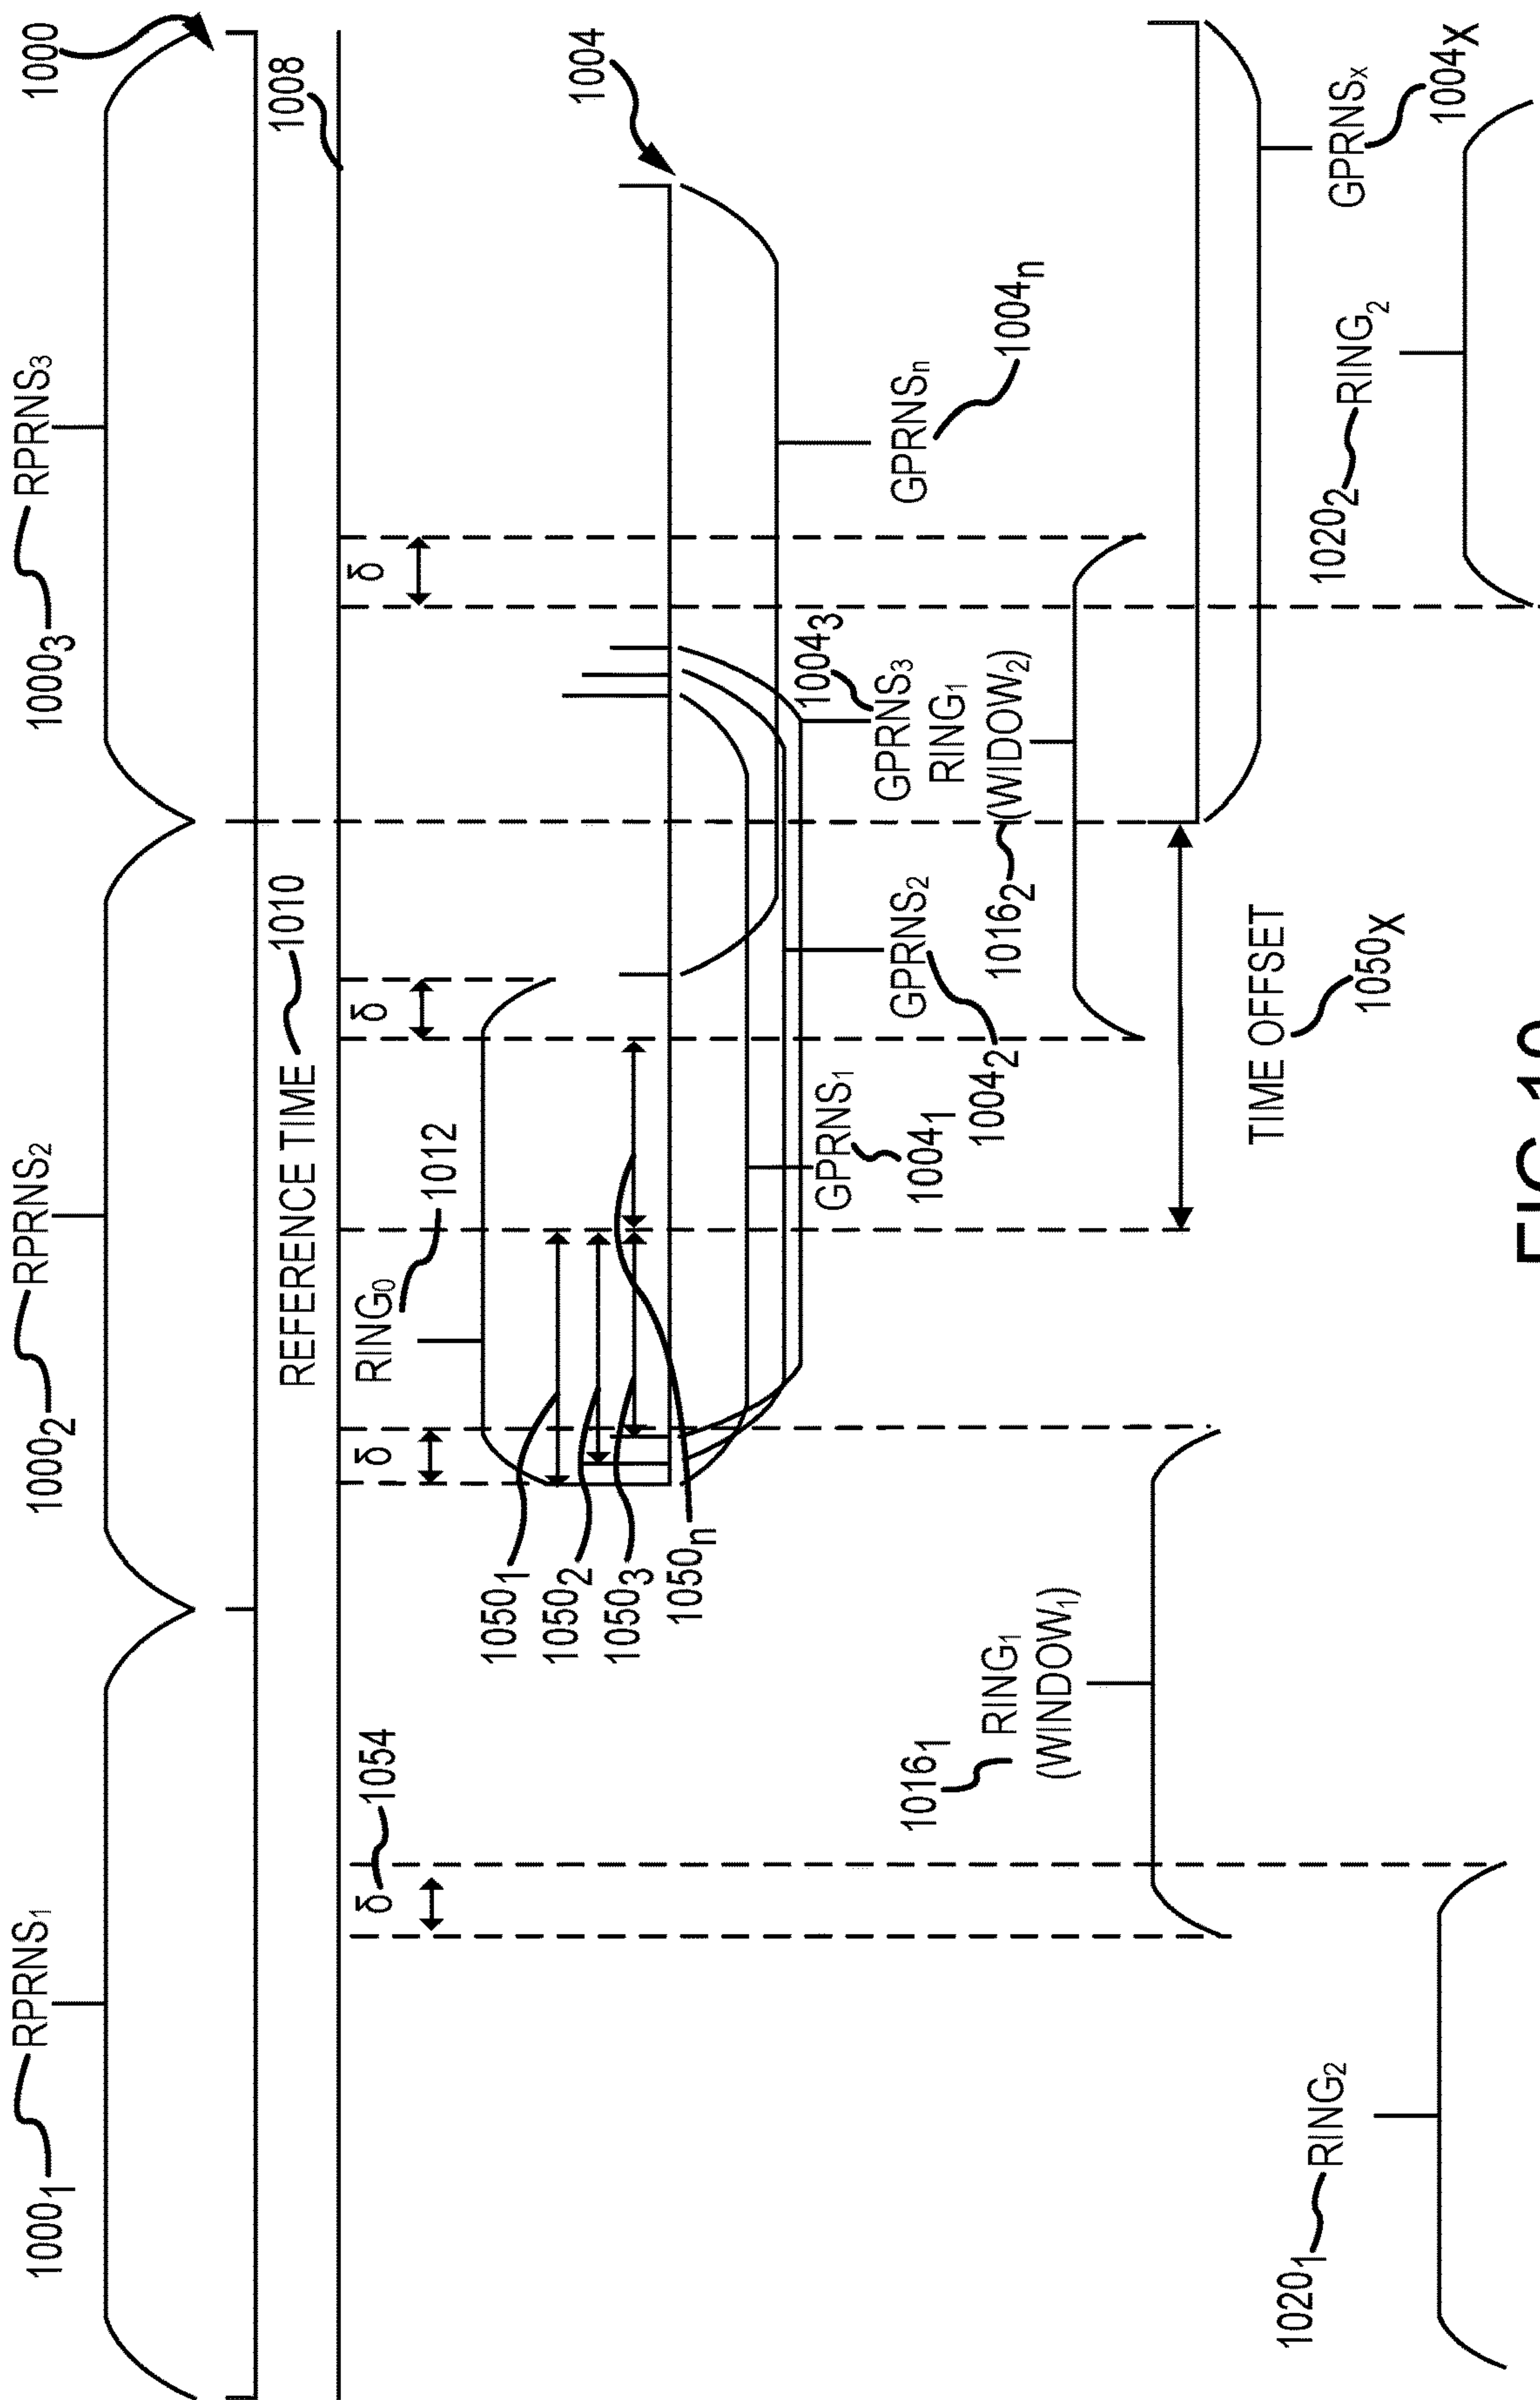 1000₁ RPRNS₁
1000₂ RPRNS₂
1000₃ RPRNS₃
1000
REFERENCE TIME 1010
1008
δ 1054
δ
RING₀ 1012
δ
δ
1004
1050₁
1050₂
1050₃
1050ₙ
GPRNS₁
1004₁
GPRNS₂
1004₂
GPRNS₃
1004₃
GPRNSₙ
1004ₙ
1016₁ RING₁
(WINDOW₁)
RING₁
1016₂ (WIDOW₂)
TIME OFFSET
1050X
GPRNSₓ
1004X
1020₁ RING₂
1020₂ RING₂